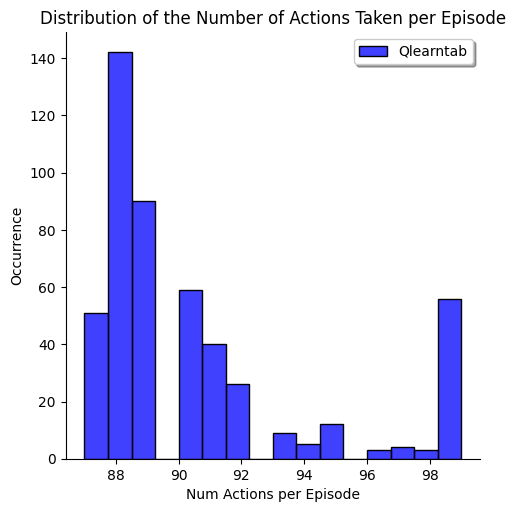 Distribution of the Number of Actions Taken per Episode
Qlearntab
140
120
100
80
60
40
20
0
Occurrence
88 90 92 94 96 98
Num Actions per Episode